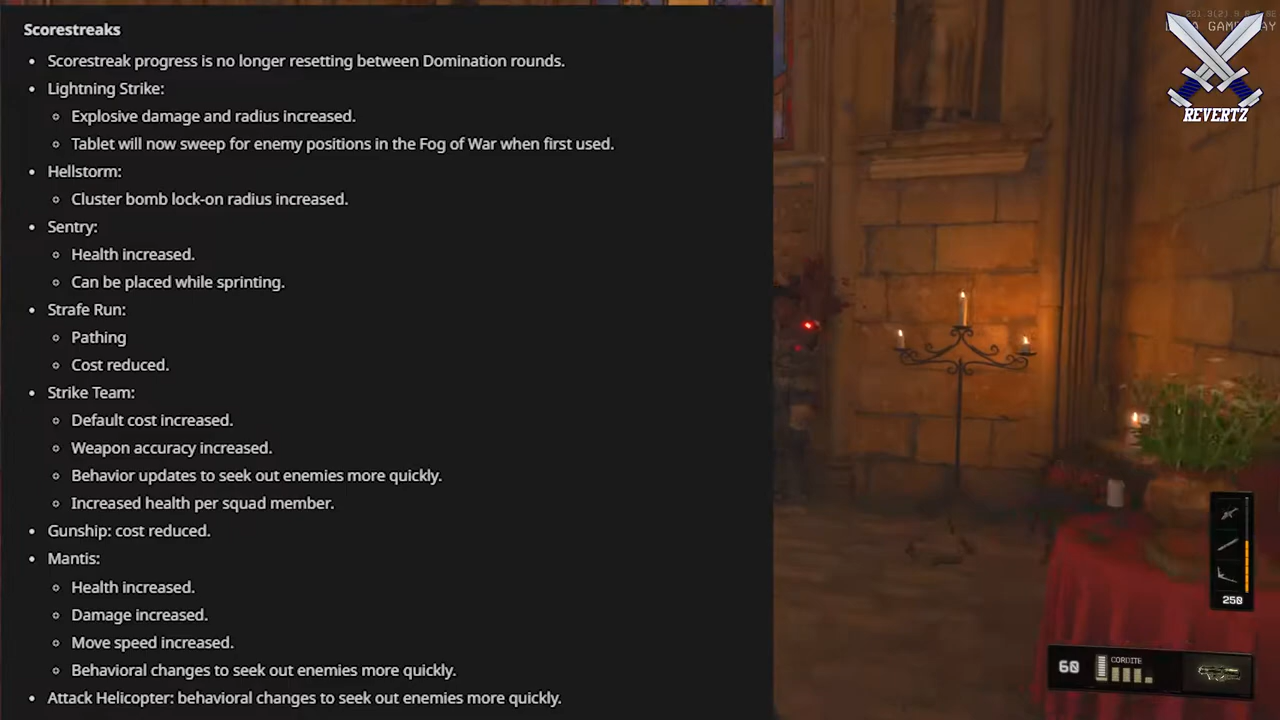 Scorestreaks
• Scorestreak progress is no longer resetting between Domination rounds.
• Lightning Strike:
◦ Explosive damage and radius increased.
◦ Tablet will now sweep for enemy positions in the Fog of War when first used.
• Hellstorm:
◦ Cluster bomb lock-on radius increased.
• Sentry:
◦ Health increased.
◦ Can be placed while sprinting.
• Strafe Run:
◦ Pathing
◦ Cost reduced.
• Strike Team:
◦ Default cost increased.
◦ Weapon accuracy increased.
◦ Behavior updates to seek out enemies more quickly.
◦ Increased health per squad member.
• Gunship: cost reduced.
• Mantis:
◦ Health increased.
◦ Damage increased.
◦ Move speed increased.
◦ Behavioral changes to seek out enemies more quickly.
• Attack Helicopter: behavioral changes to seek out enemies more quickly.
REVERTZ
250
60
CORDITE